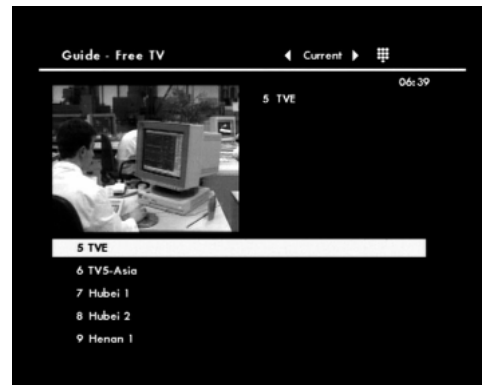 Guide - Free TV
Current
06:39
5 TVE
5 TVE
6 TV5-Asia
7 Hubei 1
8 Hubei 2
9 Henan 1